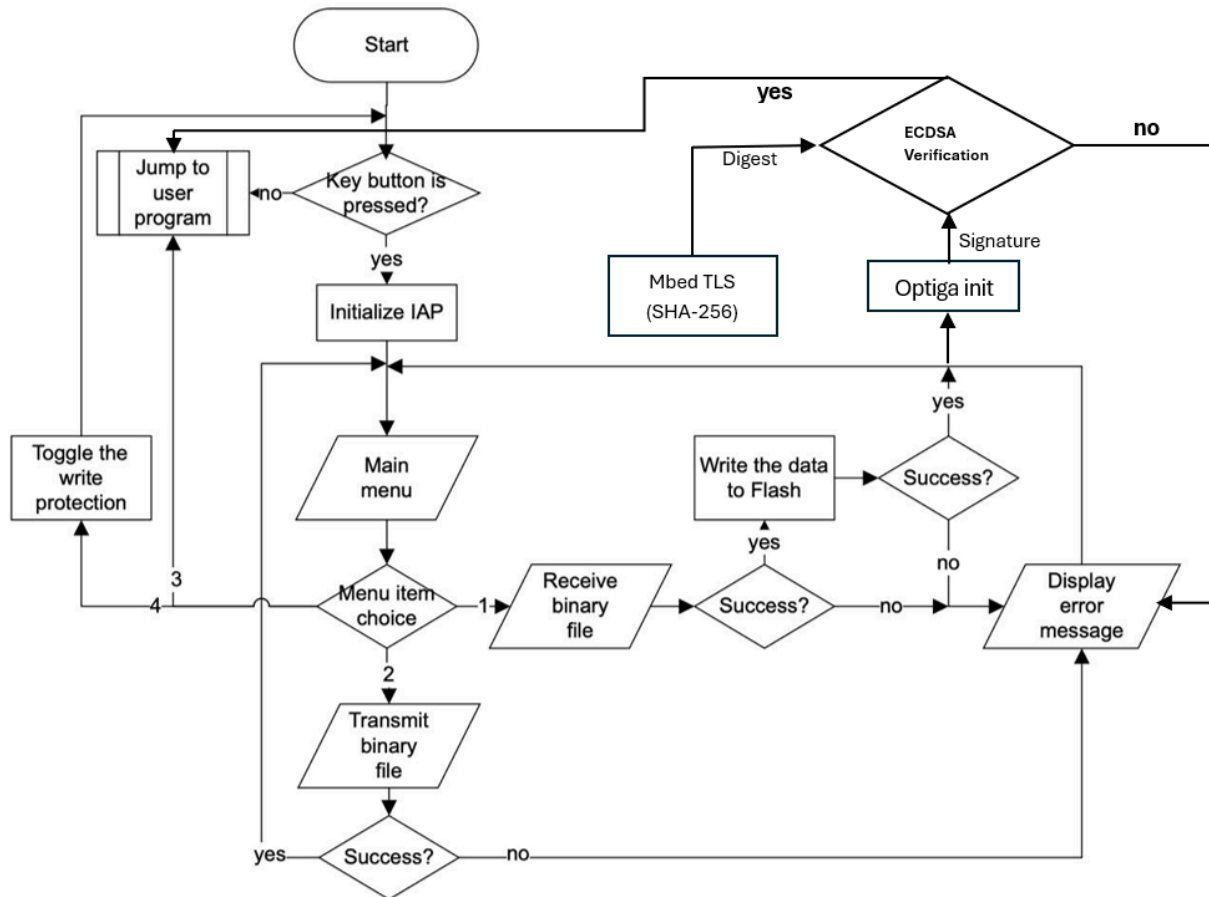 Start
yes
no
ECDSA
Verification
Digest
Jump to
user
program
no
Key button is
pressed?
yes
Signature
Mbed TLS
(SHA-256)
Optiga init
Initialize IAP
yes
Toggle the
write
protection
Main
menu
Write the data
to Flash
Success?
yes
no
3
4
Menu item
choice
1
Receive
binary
file
Success?
no
Display
error
message
2
Transmit
binary
file
yes
Success?
no